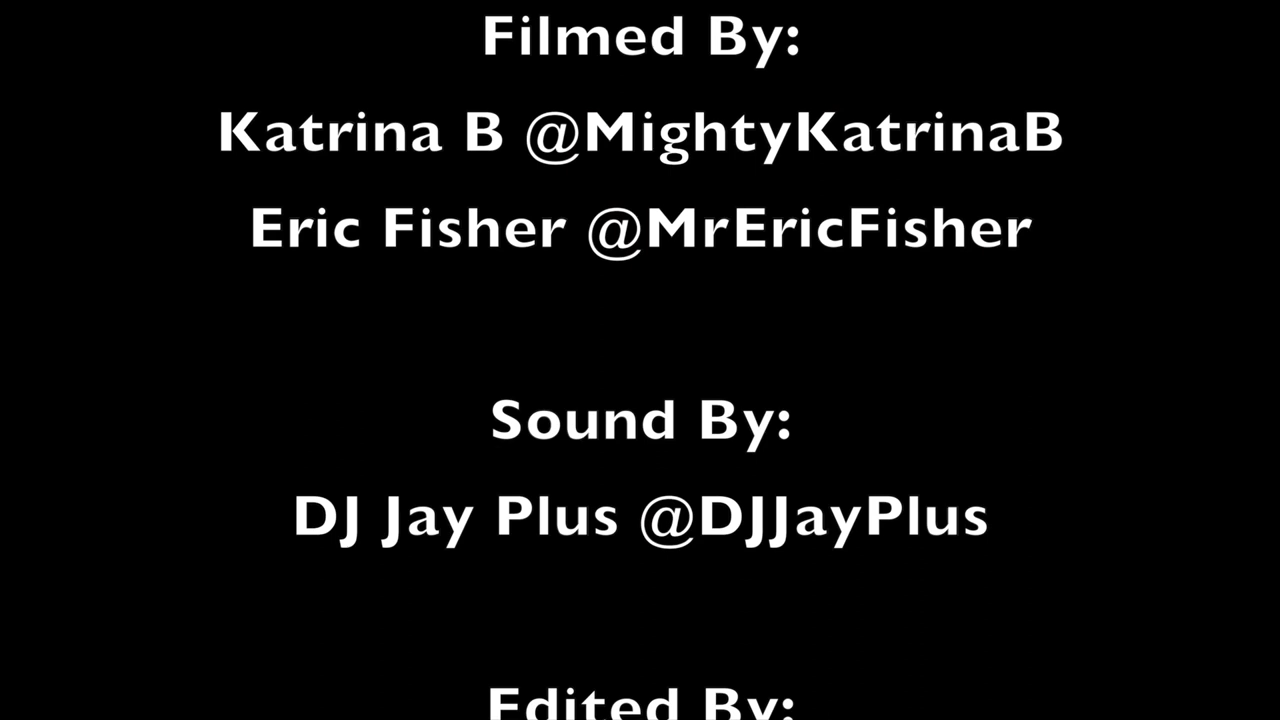 Filmed By:
Katrina B @MightyKatrinaB
Eric Fisher @MrEricFisher
Sound By:
DJ Jay Plus @DJJayPlus
Edited By: